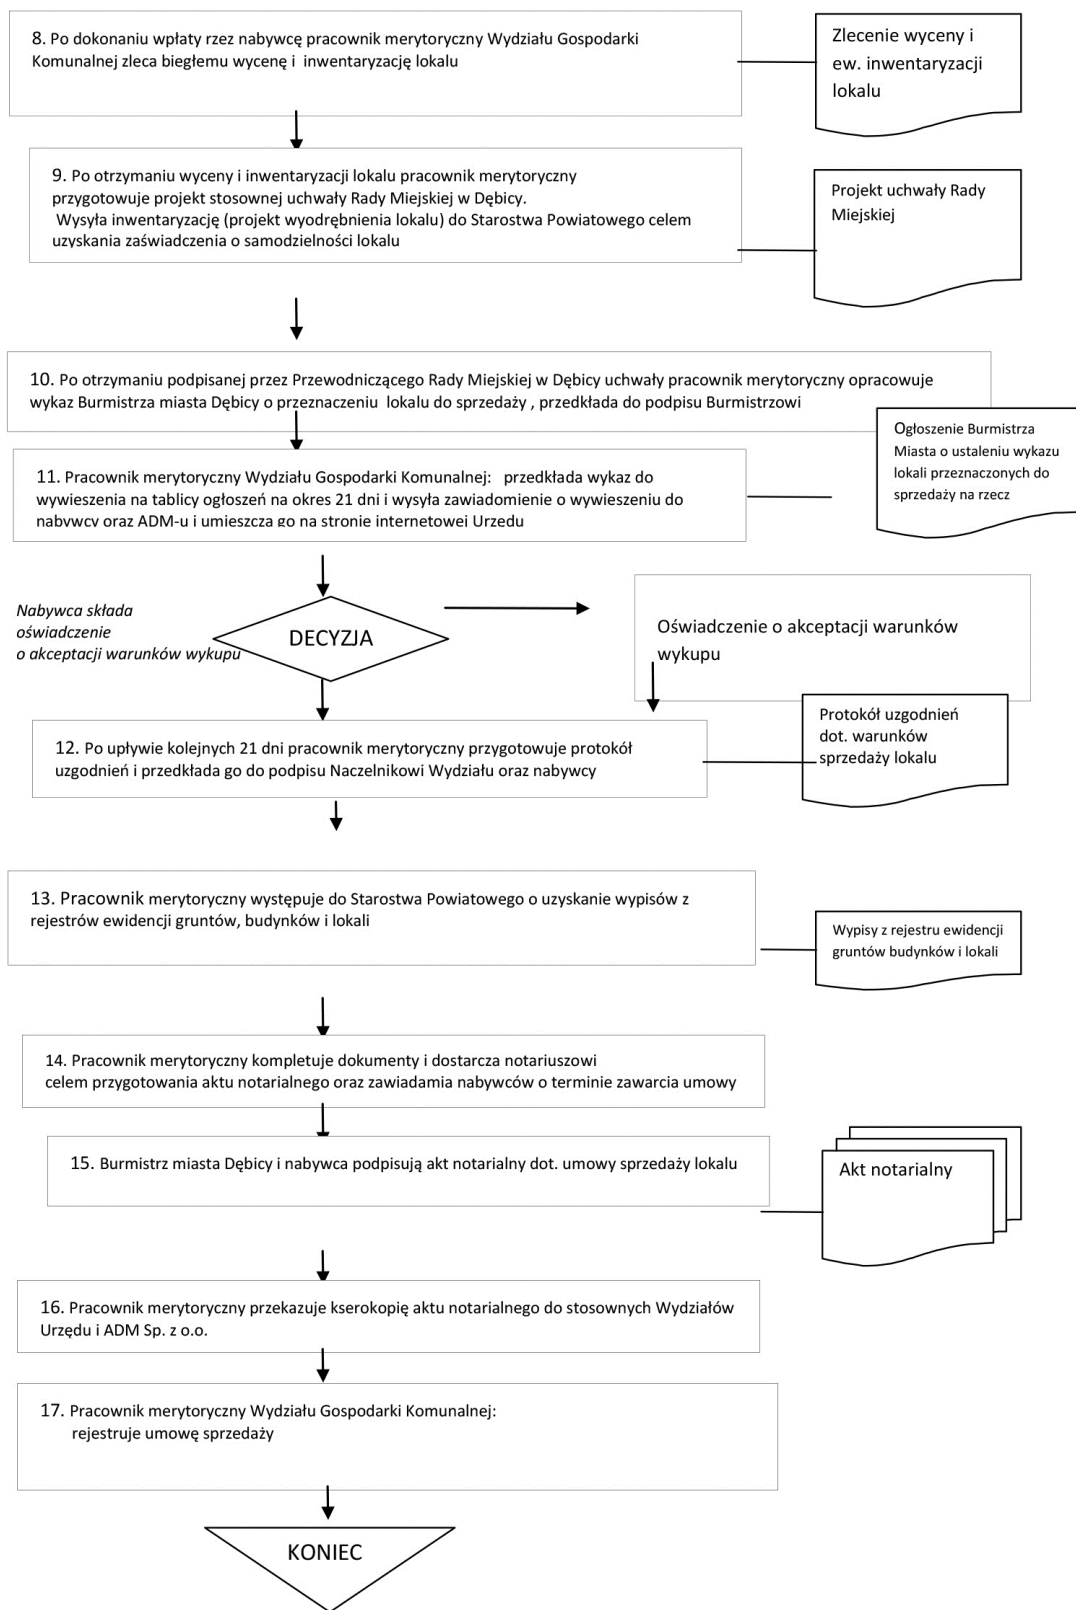 8. Po dokonaniu wpłaty rzez nabywcę pracownik merytoryczny Wydziału Gospodarki
Komunalnej zleca biegłemu wycenę i inwentaryzację lokalu
Zlecenie wyceny i
ew. inwentaryzacji
lokalu
9. Po otrzymaniu wyceny i inwentaryzacji lokalu pracownik merytoryczny
przygotowuje projekt stosownej uchwały Rady Miejskiej w Dębicy.
Wysyła inwentaryzację (projekt wyodrębnienia lokalu) do Starostwa Powiatowego celem
uzyskania zaświadczenia o samodzielności lokalu
Projekt uchwały Rady
Miejskiej
10. Po otrzymaniu podpisanej przez Przewodniczącego Rady Miejskiej w Dębicy uchwały pracownik merytoryczny opracowuje
wykaz Burmistrza miasta Dębicy o przeznaczeniu lokalu do sprzedaży , przedkłada do podpisu Burmistrzowi
Ogłoszenie Burmistrza
Miasta o ustaleniu wykazu
lokali przeznaczonych do
sprzedaży na rzecz
11. Pracownik merytoryczny Wydziału Gospodarki Komunalnej: przedkłada wykaz do
wywieszenia na tablicy ogłoszeń na okres 21 dni i wysyła zawiadomienie o wywieszeniu do
nabywcy oraz ADM-u i umieszcza go na stronie internetowej Urzędu
Nabywca składa
oświadczenie
o akceptacji warunków wykupu
DECYZJA
Oświadczenie o akceptacji warunków
wykupu
12. Po upływie kolejnych 21 dni pracownik merytoryczny przygotowuje protokół
uzgodnień i przedkłada go do podpisu Naczelnikowi Wydziału oraz nabywcy
Protokół uzgodnień
dot. warunków
sprzedaży lokalu
13. Pracownik merytoryczny występuje do Starostwa Powiatowego o uzyskanie wypisów z
rejestrów ewidencji gruntów, budynków i lokali
Wypisy z rejestru ewidencji
gruntów budynków i lokali
14. Pracownik merytoryczny kompletuje dokumenty i dostarcza notariuszowi
celem przygotowania aktu notarialnego oraz zawiadamia nabywców o terminie zawarcia umowy
15. Burmistrz miasta Dębicy i nabywca podpisują akt notarialny dot. umowy sprzedaży lokalu
Akt notarialny
16. Pracownik merytoryczny przekazuje kserokopię aktu notarialnego do stosownych Wydziałów
Urzędu i ADM Sp. z o.o.
17. Pracownik merytoryczny Wydziału Gospodarki Komunalnej:
rejestruje umowę sprzedaży
KONIEC